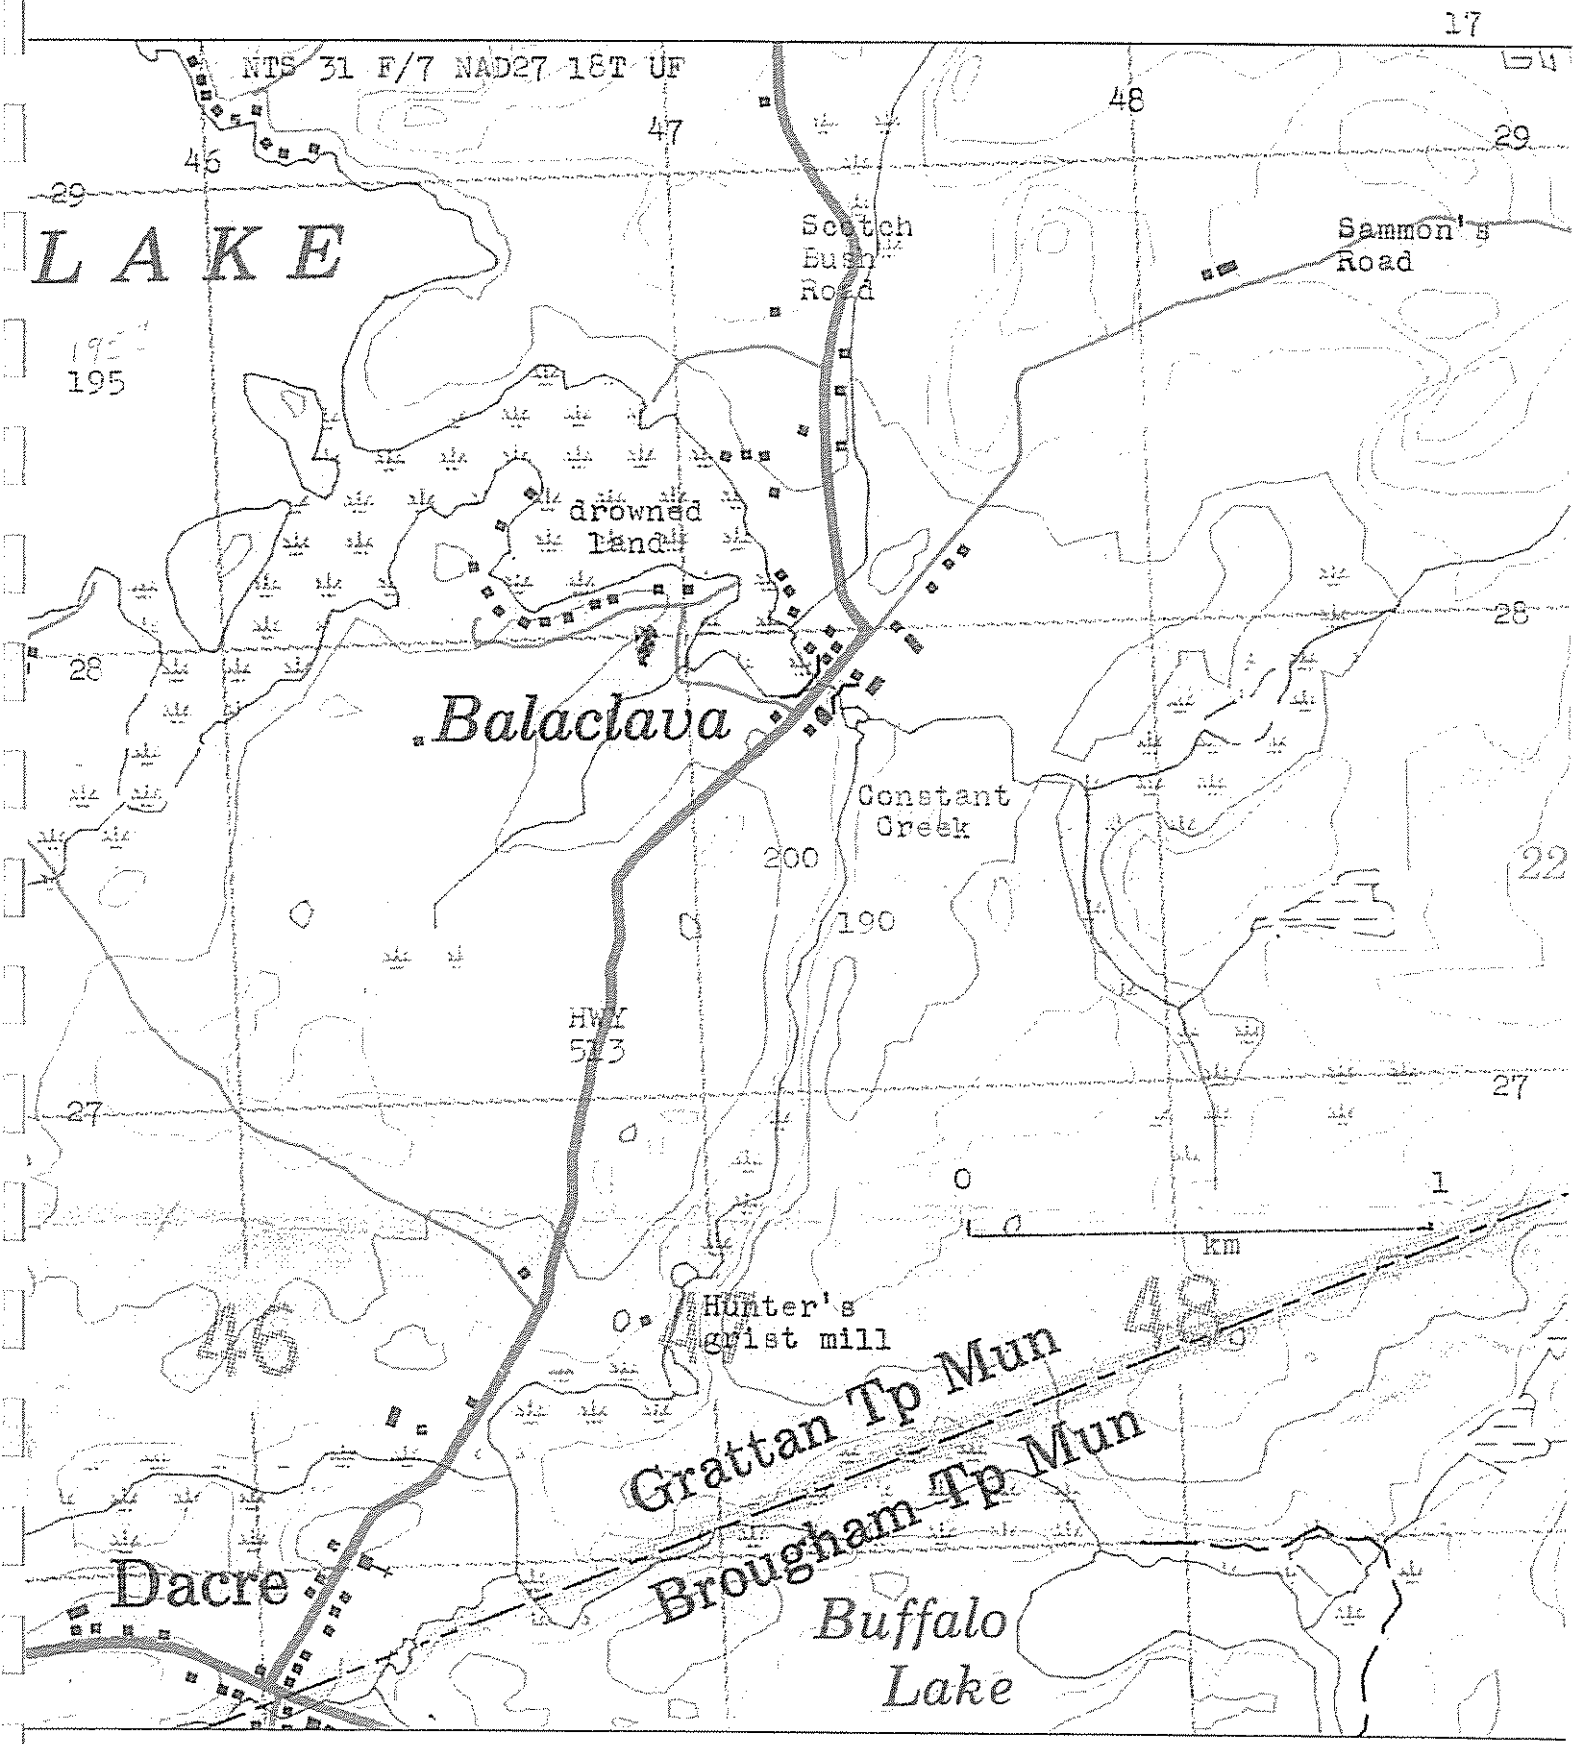 17
NTS 31 F/7 NAD27 18T UF
48
47
29
46
29
LAKE
Scotch
Bush
Road
Sammon's
Road
195
195
drowned
land
28
28
Balaclava
Constant
Creek
200
22
190
HWY
513
27
27
0 1
km
46
47
48
Hunter's
grist mill
Grattan Tp Mun
Brougham Tp Mun
Dacre
Buffalo
Lake